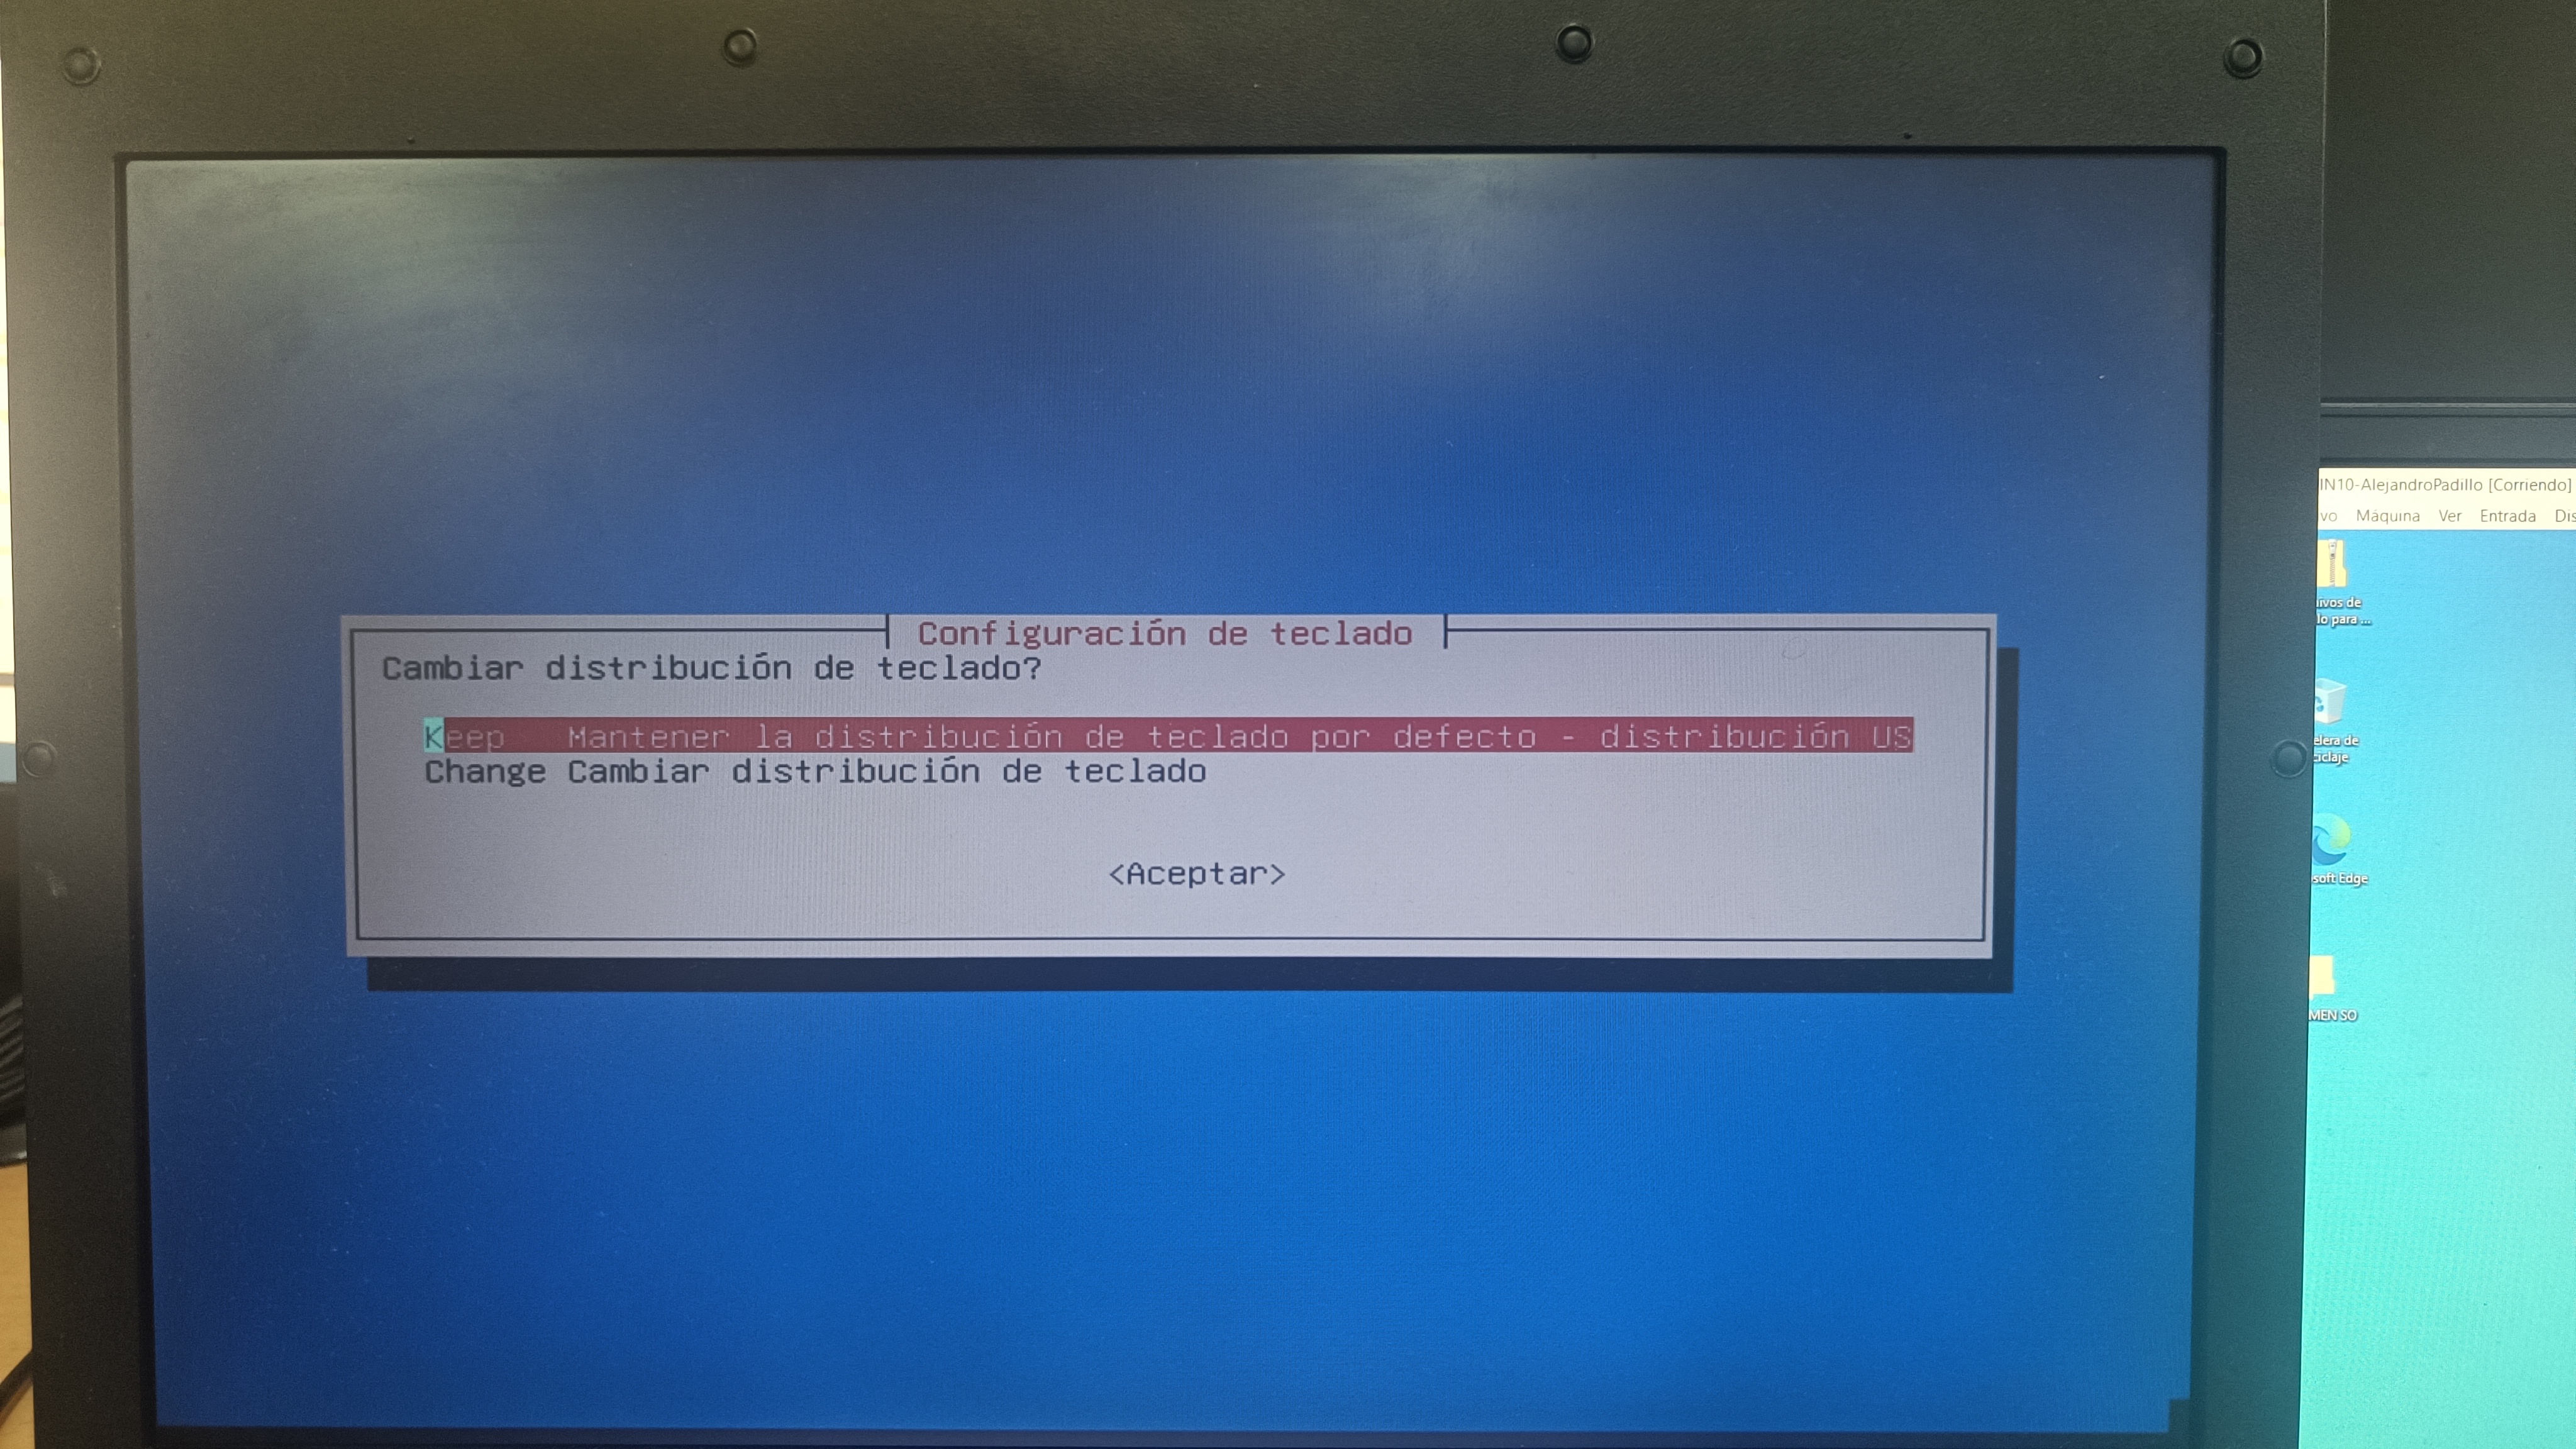 Configuración de teclado
Cambiar distribución de teclado?
Keep Mantener la distribución de teclado por defecto - distribución US
Change Cambiar distribución de teclado
<Aceptar>
IN10-AlejandroPadillo [Corriendo]
vo Máquina Ver Entrada Dis
ivos de
lo para ...
elera de
ciclaje
soft Edge
MEN SO